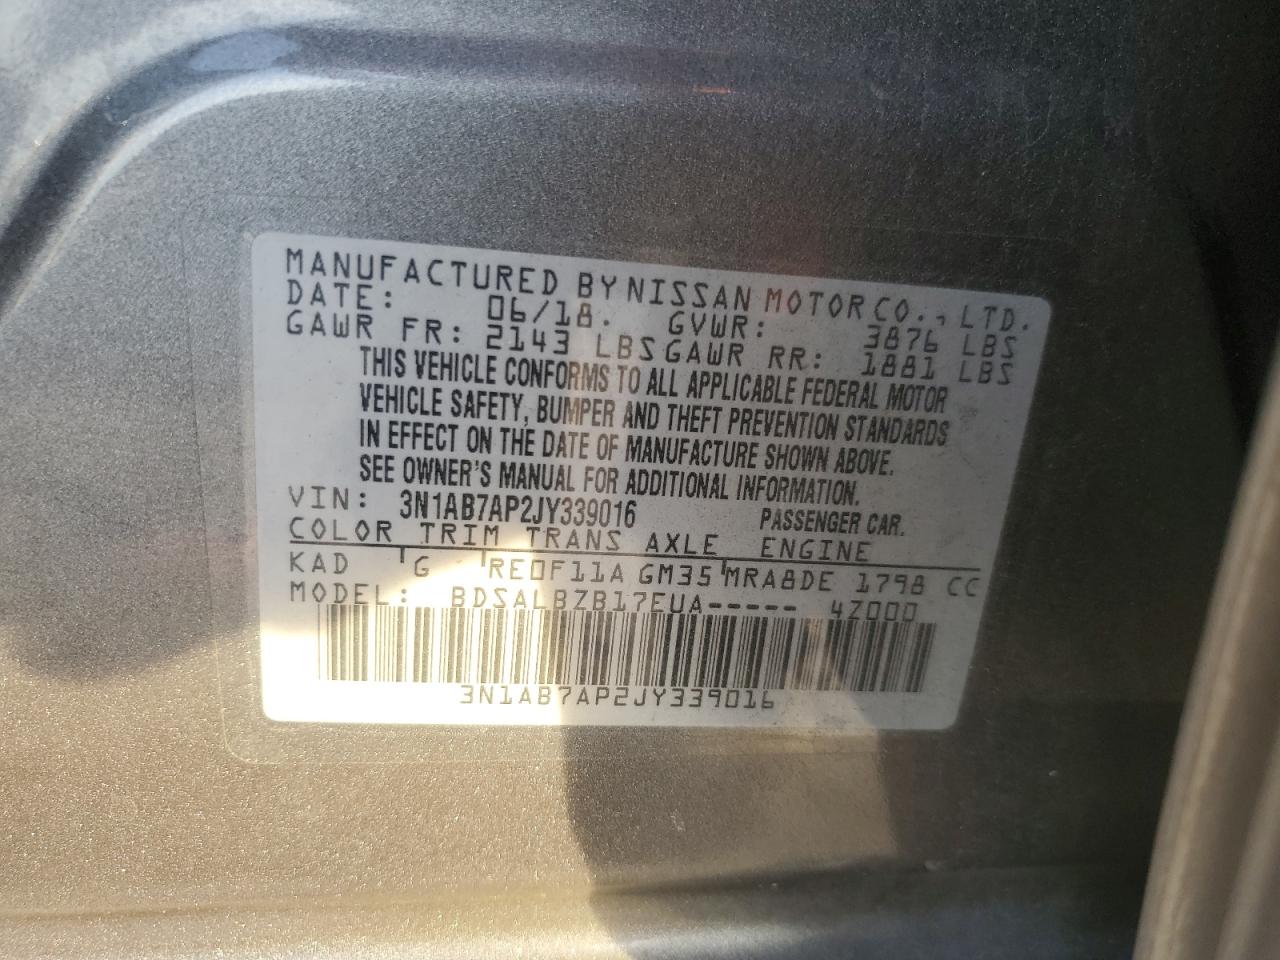 MANUFACTURED BY NISSAN MOTOR CO., LTD.
DATE: 06/18. GVWR: 3876 LBS
GAWR FR: 2143 LBS GAWR RR: 1881 LBS
THIS VEHICLE CONFORMS TO ALL APPLICABLE FEDERAL MOTOR
VEHICLE SAFETY, BUMPER AND THEFT PREVENTION STANDARDS
IN EFFECT ON THE DATE OF MANUFACTURE SHOWN ABOVE.
SEE OWNER'S MANUAL FOR ADDITIONAL INFORMATION.
VIN: 3N1AB7AP2JY339016 PASSENGER CAR.
COLOR TRIM TRANS AXLE ENGINE
KAD G RE0F11A GM35 MRA8DE 1798 CC
MODEL: BDSALBZB17EUA----- 4Z000
3N1AB7AP2JY339016